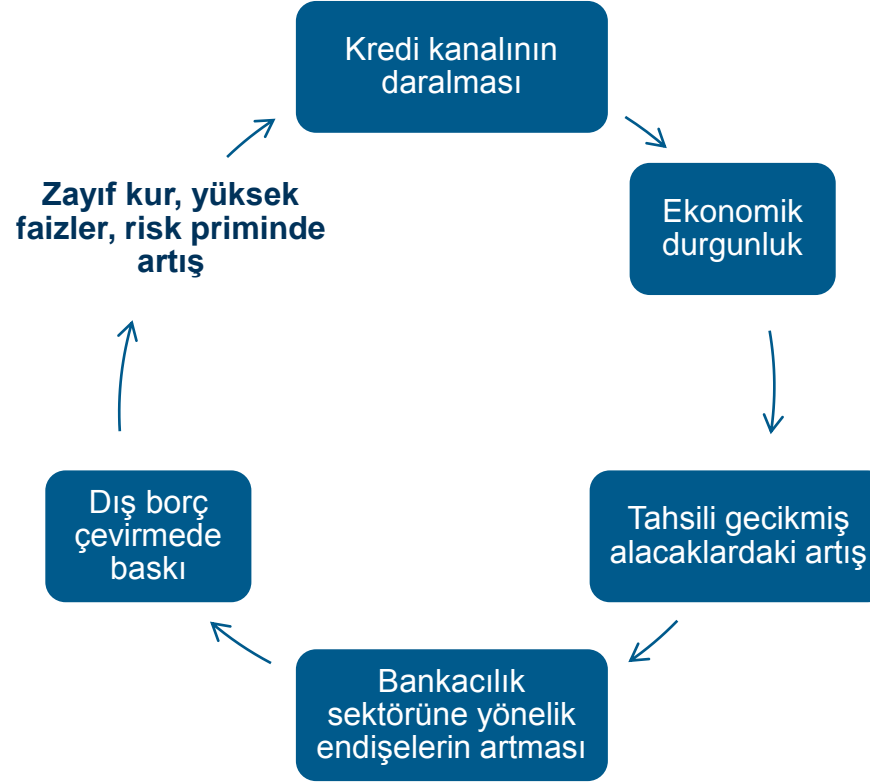 Kredi kanalının
daralması
Ekonomik
durgunluk
Tahsili gecikmiş
alacaklardaki artış
Bankacılık
sektörüne yönelik
endişelerin artması
Dış borç
çevirmede
baskı
Zayıf kur, yüksek
faizler, risk priminde
artış